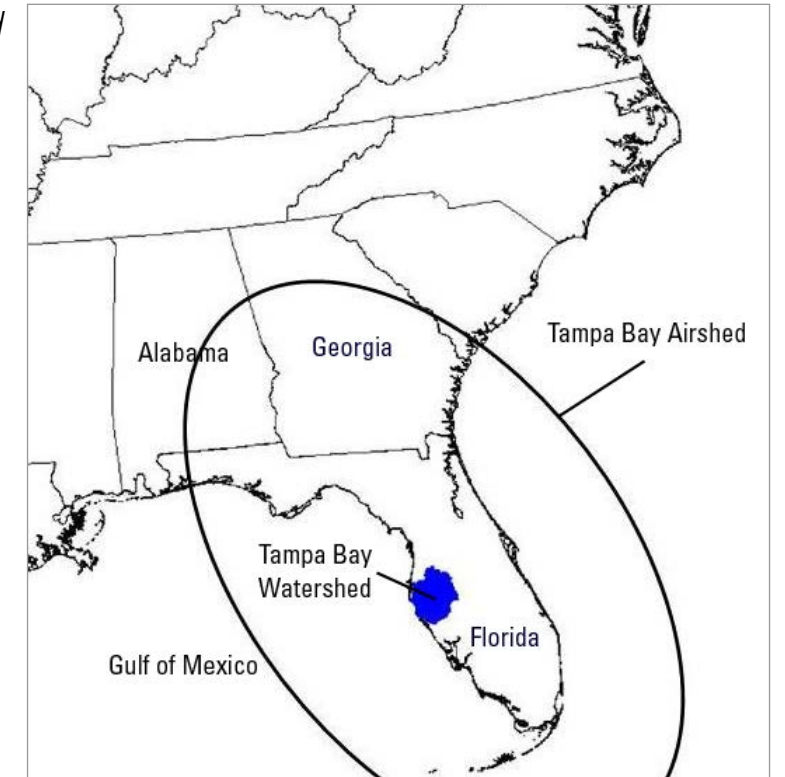 Tampa Bay Airshed
Alabama
Georgia
Tampa Bay
Watershed
Florida
Gulf of Mexico